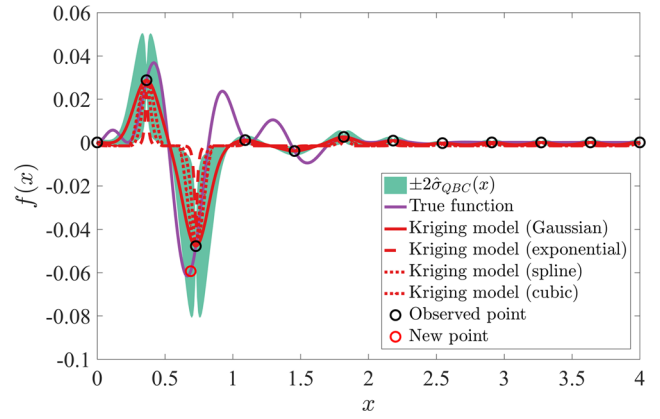 0.06
0.04
0.02
0
-0.02
-0.04
-0.06
-0.08
-0.1
f(x)
±2σ̂_QBC(x)
True function
Kriging model (Gaussian)
Kriging model (exponential)
Kriging model (spline)
Kriging model (cubic)
Observed point
New point
0 0.5 1 1.5 2 2.5 3 3.5 4
x